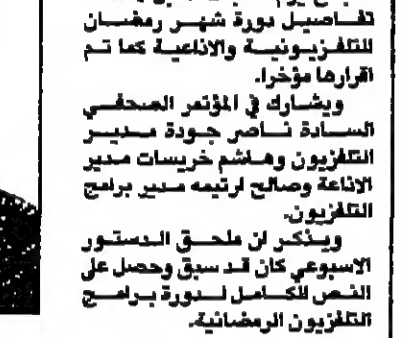 تفاصيل دورة شهر رمضان
للتلفزيونية والاذاعية كما تم
اقرارها مؤخرا.
ويشارك في المؤتمر الصحفي
السادة ناصر جودة مدير
التلفزيون وهاشم خريسات مدير
الاذاعة وصالح ارتيمه مدير برامج
التلفزيون.
ويذكر ان ملحق الدستور
الاسبوعي كان قد سبق وحصل على
النص الكامل لدورة برامج
التلفزيون الرمضانية.